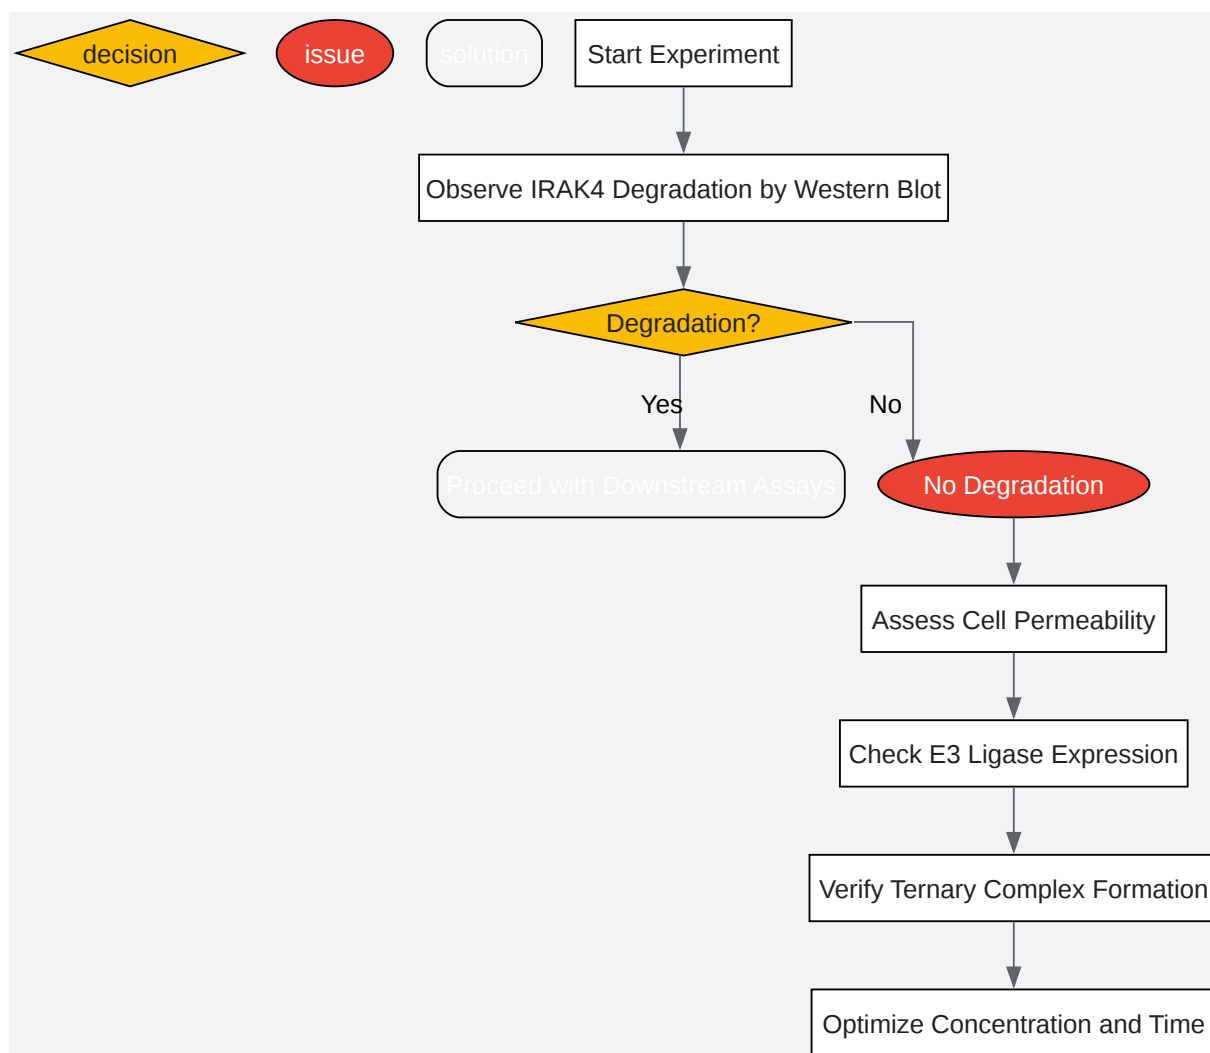 decision
issue
solution
Start Experiment
Observe IRAK4 Degradation by Western Blot
Degradation?
Yes
No
Proceed with Downstream Assays
No Degradation
Assess Cell Permeability
Check E3 Ligase Expression
Verify Ternary Complex Formation
Optimize Concentration and Time